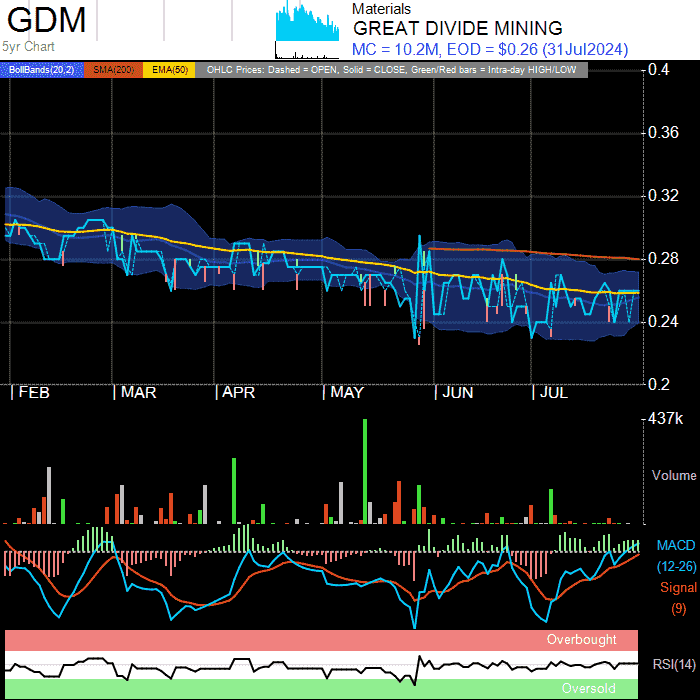 GDM
5yr Chart
Materials
GREAT DIVIDE MINING
MC = 10.2M, EOD = $0.26 (31Jul2024)
BollBands(20,2) SMA(200) EMA(50) OHLC Prices: Dashed = OPEN, Solid = CLOSE, Green/Red bars = Intra-day HIGH/LOW
0.4
0.36
0.32
0.28
0.24
0.2
FEB MAR APR MAY JUN JUL
437k
Volume
MACD
(12-26)
Signal
(9)
Overbought
RSI(14)
Oversold